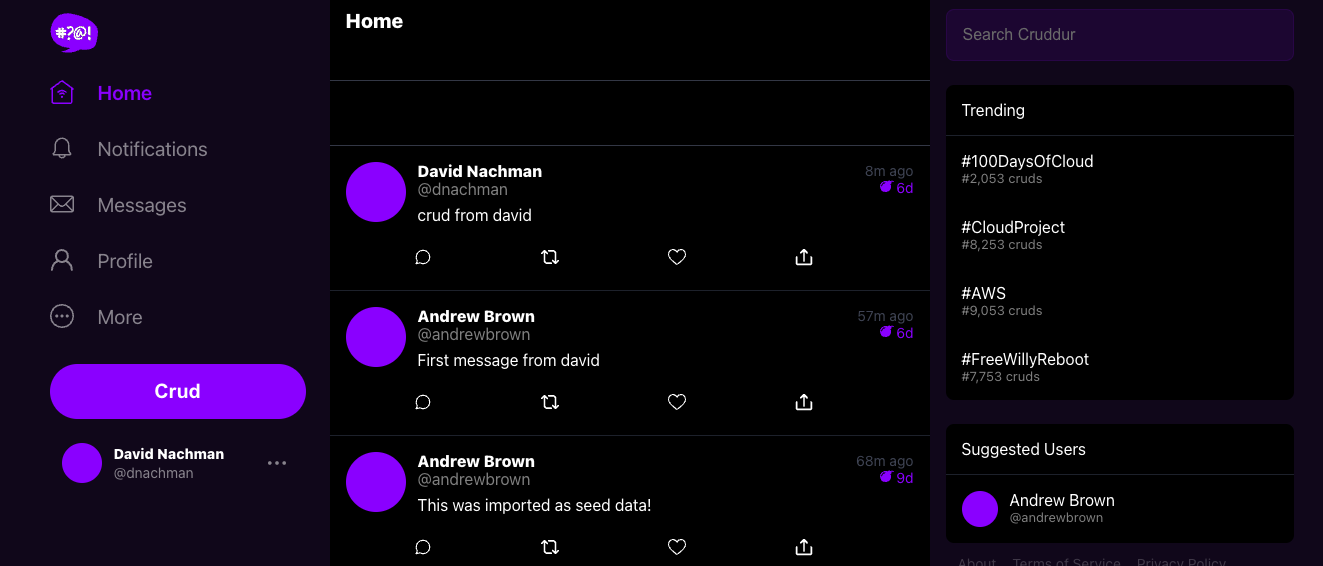 #?@!
Home
Notifications
Messages
Profile
More
Crud
David Nachman
@dnachman
Home
David Nachman
8m ago
@dnachman
6d
crud from david
Andrew Brown
57m ago
@andrewbrown
6d
First message from david
Andrew Brown
68m ago
@andrewbrown
9d
This was imported as seed data!
Search Cruddur
Trending
#100DaysOfCloud
#2,053 cruds
#CloudProject
#8,253 cruds
#AWS
#9,053 cruds
#FreeWillyReboot
#7,753 cruds
Suggested Users
Andrew Brown
@andrewbrown
About Terms of Service Privacy Policy